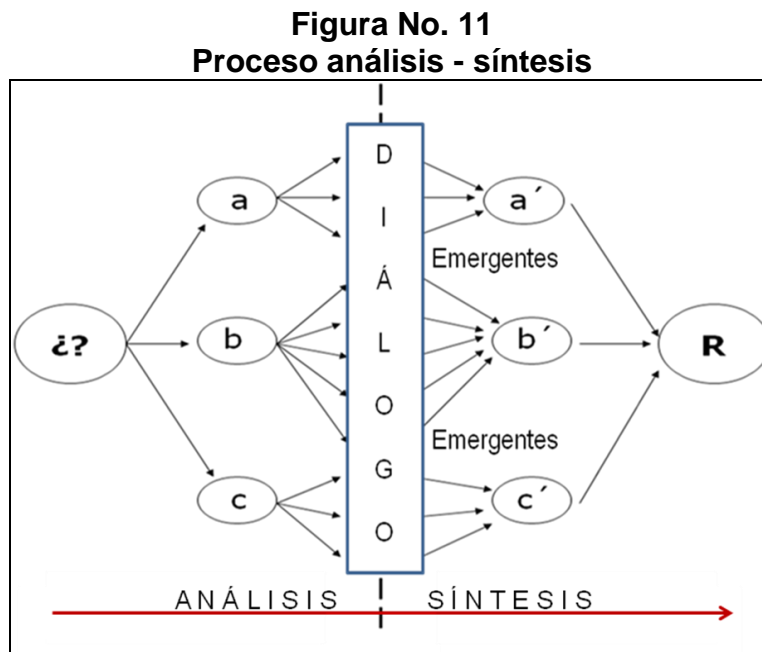 Figura No. 11
Proceso análisis - síntesis
D
I
Á
L
O
G
O
a
b
c
¿?
a´
Emergentes
b´
Emergentes
c´
R
ANÁLISIS
SÍNTESIS